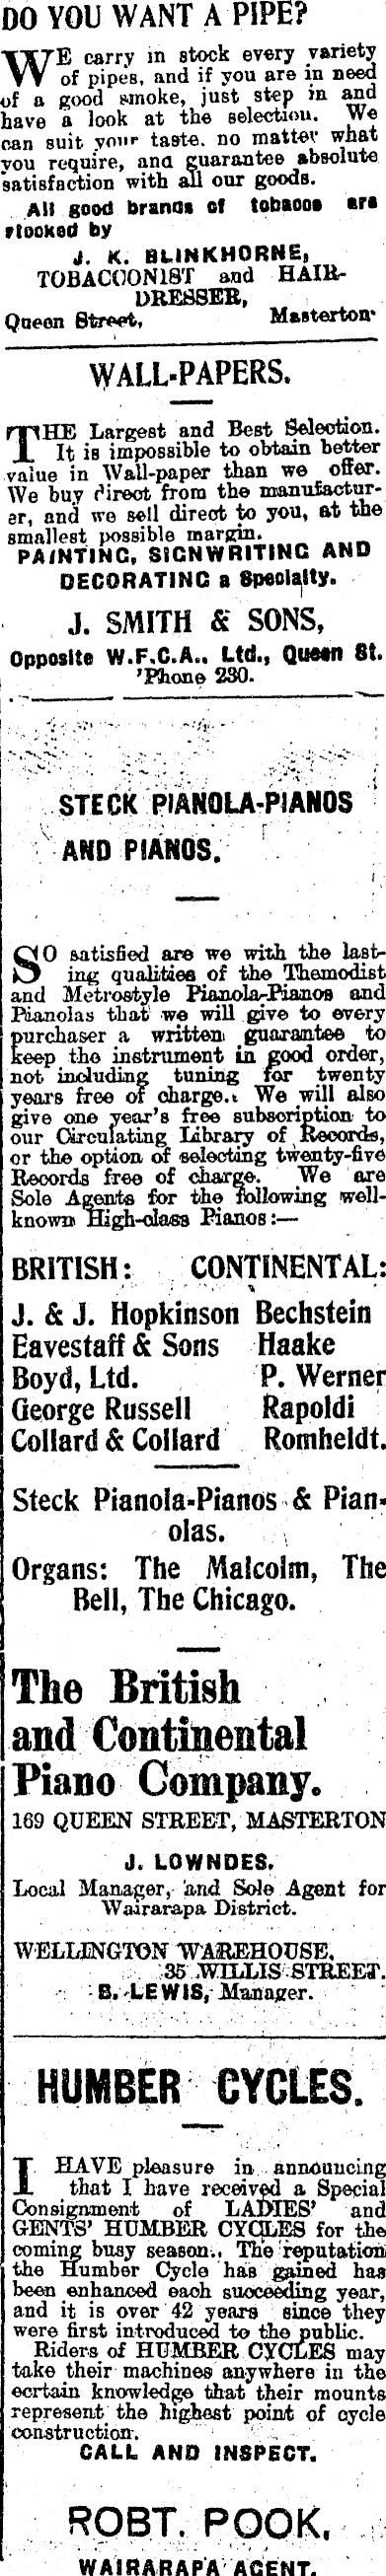 DO YOU WANT A PIPE?
WE carry in stock every variety
of pipes, and if you are in need
of a good smoke, just step in and
have a look at the selection. We
can suit your taste. no matter what
you require, and guarantee absolute
satisfaction with all our goods.
All good brands of tobacos are
stooked by
J. K. BLINKHORNE,
TOBACCONIST and HAIR-
DRESSER,
Queen Street, Masterton
WALL-PAPERS.
THE Largest and Best Selection.
It is impossible to obtain better
value in Wall-paper than we offer.
We buy direct from the manufactur-
er, and we sell direct to you, at the
smallest possible margin.
PAINTING, SIGNWRITING AND
DECORATING a Specialty.
J. SMITH & SONS,
Opposite W.F.C.A., Ltd., Queen St.
'Phone 230.
STECK PIANOLA-PIANOS
AND PIANOS.
SO satisfied are we with the last-
ing qualities of the Themodist
and Metrostyle Pianola-Pianos and
Pianolas that we will give to every
purchaser a written guarantee to
keep the instrument in good order,
not including tuning for twenty
years free of charge. We will also
give one year's free subscription to
our Circulating Library of Records,
or the option of selecting twenty-five
Records free of charge. We are
Sole Agents for the following well-
known High-class Pianos:—
BRITISH: CONTINENTAL:
J. & J. Hopkinson Bechstein
Eavestaff & Sons Haake
Boyd, Ltd. P. Werner
George Russell Rapoldi
Collard & Collard Romheldt.
Steck Pianola-Pianos & Pian-
olas.
Organs: The Malcolm, The
Bell, The Chicago.
The British
and Continental
Piano Company.
169 QUEEN STREET, MASTERTON
J. LOWNDES,
Local Manager, and Sole Agent for
Wairarapa District.
WELLINGTON WAREHOUSE,
35 WILLIS STREET.
B. LEWIS, Manager.
HUMBER CYCLES.
I HAVE pleasure in announcing
that I have received a Special
Consignment of LADIES' and
GENTS' HUMBER CYCLES for the
coming busy season. The reputation
the Humber Cycle has gained has
been enhanced each succeeding year,
and it is over 42 years since they
were first introduced to the public.
Riders of HUMBER CYCLES may
take their machines anywhere in the
ecrtain knowledge that their mounts
represent the highest point of cycle
construction.
CALL AND INSPECT.
ROBT. POOK,
WAIRARAPA AGENT.